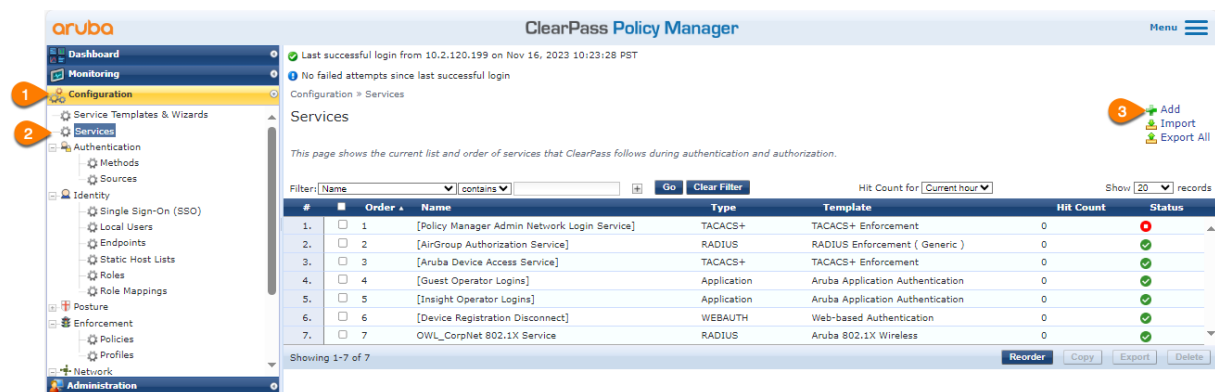 aruba
ClearPass Policy Manager
Menu
Dashboard
Monitoring
1
Configuration
Service Templates & Wizards
2
Services
Authentication
Methods
Sources
Identity
Single Sign-On (SSO)
Local Users
Endpoints
Static Host Lists
Roles
Role Mappings
Posture
Enforcement
Policies
Profiles
Network
Administration
Last successful login from 10.2.120.199 on Nov 16, 2023 10:23:28 PST
No failed attempts since last successful login
Configuration » Services
Services
3
Add
Import
Export All
This page shows the current list and order of services that ClearPass follows during authentication and authorization.
Filter: Name contains + Go Clear Filter Hit Count for Current hour Show 20 records
# Order Name Type Template Hit Count Status
1. 1 [Policy Manager Admin Network Login Service] TACACS+ TACACS+ Enforcement 0
2. 2 [AirGroup Authorization Service] RADIUS RADIUS Enforcement ( Generic ) 0
3. 3 [Aruba Device Access Service] TACACS+ TACACS+ Enforcement 0
4. 4 [Guest Operator Logins] Application Aruba Application Authentication 0
5. 5 [Insight Operator Logins] Application Aruba Application Authentication 0
6. 6 [Device Registration Disconnect] WEBAUTH Web-based Authentication 0
7. 7 OWL_CorpNet 802.1X Service RADIUS Aruba 802.1X Wireless 0
Showing 1-7 of 7 Reorder Copy Export Delete